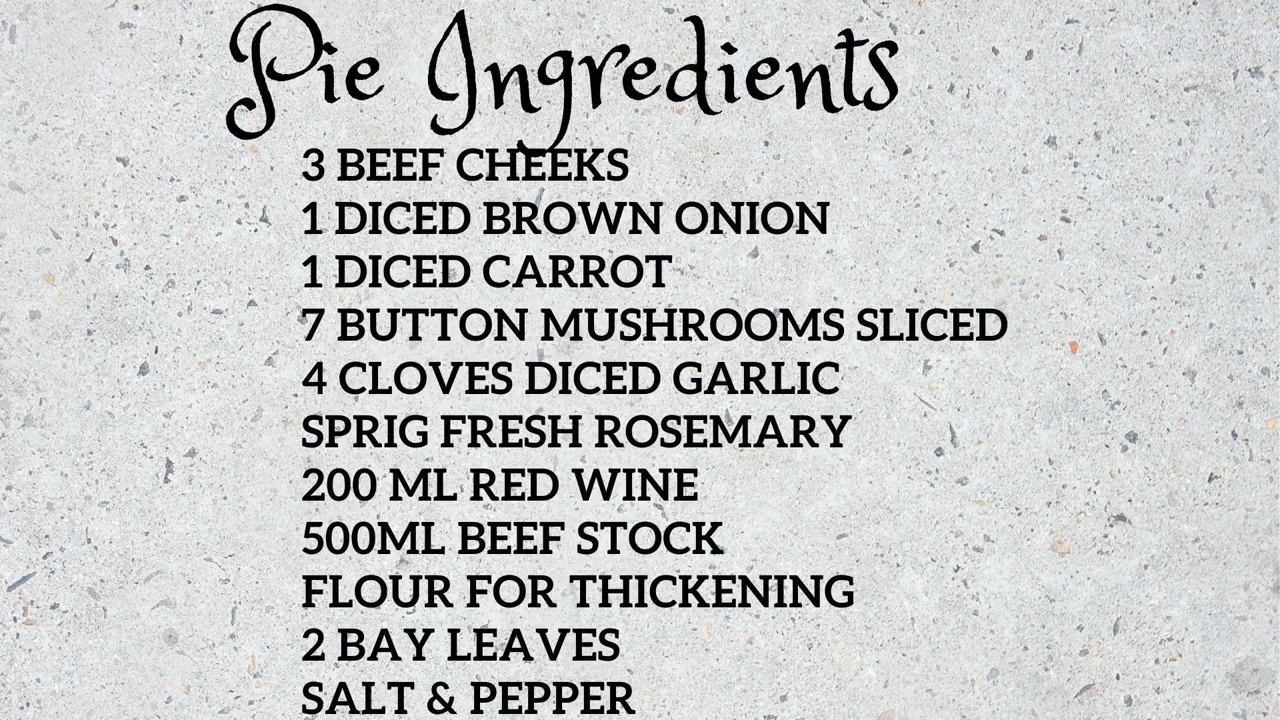 Pie Ingredients
3 BEEF CHEEKS
1 DICED BROWN ONION
1 DICED CARROT
7 BUTTON MUSHROOMS SLICED
4 CLOVES DICED GARLIC
SPRIG FRESH ROSEMARY
200 ML RED WINE
500ML BEEF STOCK
FLOUR FOR THICKENING
2 BAY LEAVES
SALT & PEPPER